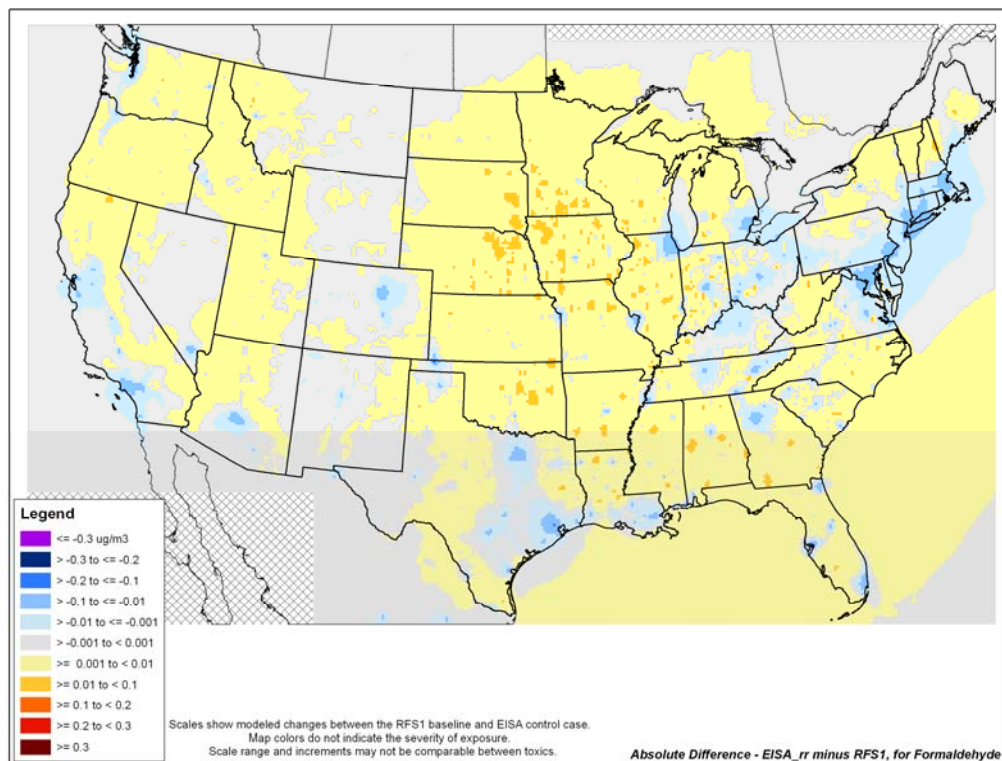 Legend
<= -0.3 ug/m3
> -0.3 to <= -0.2
> -0.2 to <= -0.1
> -0.1 to <= -0.01
> -0.01 to <= -0.001
> -0.001 to < 0.001
>= 0.001 to < 0.01
>= 0.01 to < 0.1
>= 0.1 to < 0.2
>= 0.2 to < 0.3
>= 0.3
Scales show modeled changes between the RFS1 baseline and EISA control case.
Map colors do not indicate the severity of exposure.
Scale range and increments may not be comparable between toxics.
Absolute Difference - EISA_rr minus RFS1, for Formaldehyde